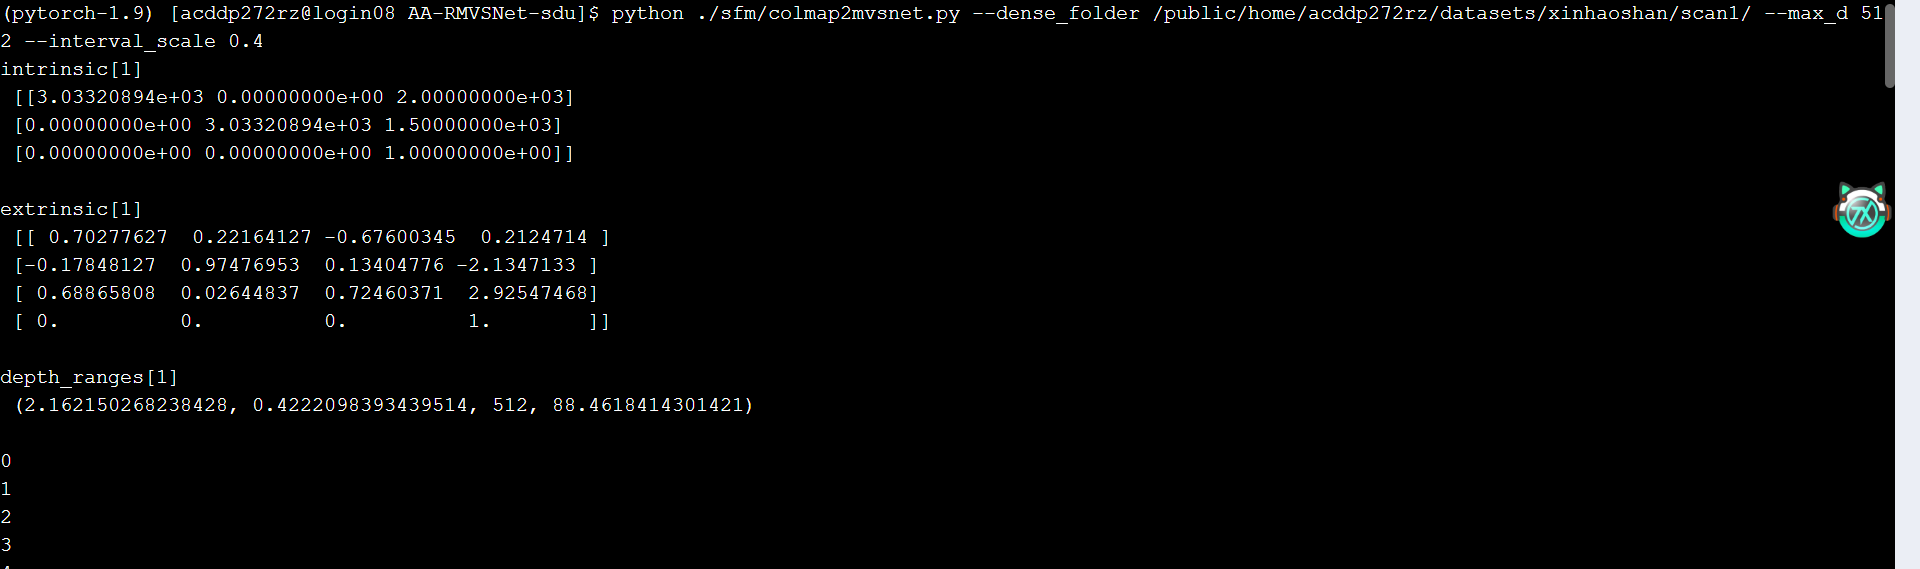 (pytorch-1.9) [acddp272rz@login08 AA-RMVSNet-sdu]$ python ./sfm/colmap2mvsnet.py --dense_folder /public/home/acddp272rz/datasets/xinhaoshan/scan1/ --max_d 51
2 --interval_scale 0.4
intrinsic[1]
[[3.03320894e+03 0.00000000e+00 2.00000000e+03]
[0.00000000e+00 3.03320894e+03 1.50000000e+03]
[0.00000000e+00 0.00000000e+00 1.00000000e+00]]
extrinsic[1]
[[ 0.70277627 0.22164127 -0.67600345 0.2124714 ]
[-0.17848127 0.97476953 0.13404776 -2.1347133 ]
[ 0.68865808 0.02644837 0.72460371 2.92547468]
[ 0. 0. 0. 1. ]]
depth_ranges[1]
(2.162150268238428, 0.4222098393439514, 512, 88.4618414301421)
0
1
2
3